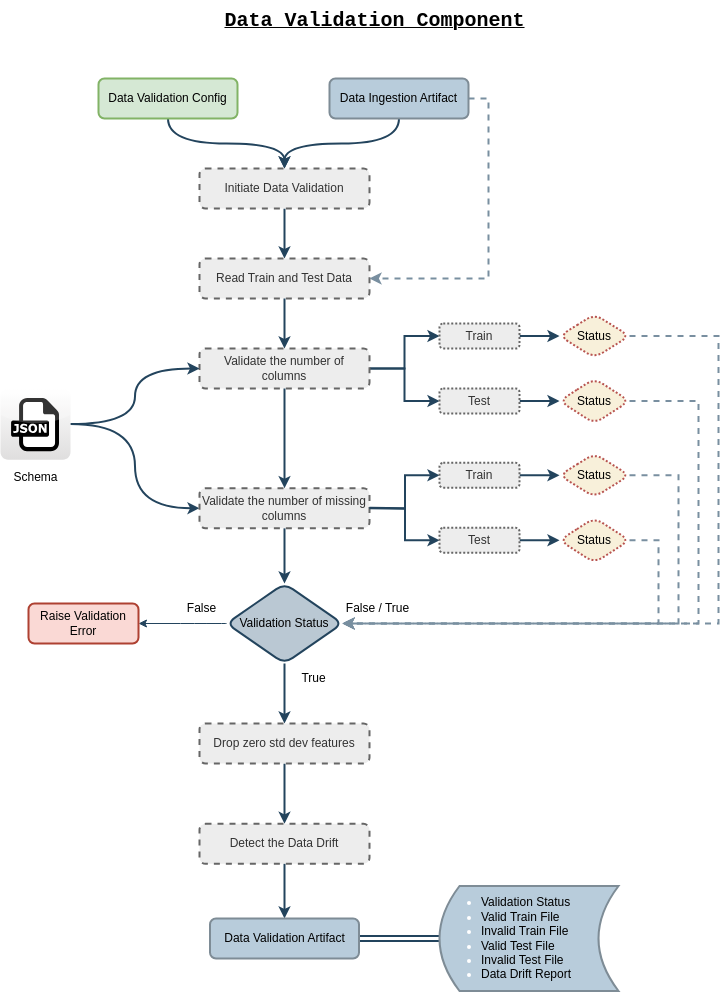 Data Validation Component
Data Validation Config
Data Ingestion Artifact
Initiate Data Validation
Read Train and Test Data
Validate the number of
columns
Train
Status
Test
Status
JSON
Schema
Validate the number of missing
columns
Train
Status
Test
Status
Raise Validation
Error
False
Validation Status
False / True
True
Drop zero std dev features
Detect the Data Drift
Data Validation Artifact
Validation Status
Valid Train File
Invalid Train File
Valid Test File
Invalid Test File
Data Drift Report